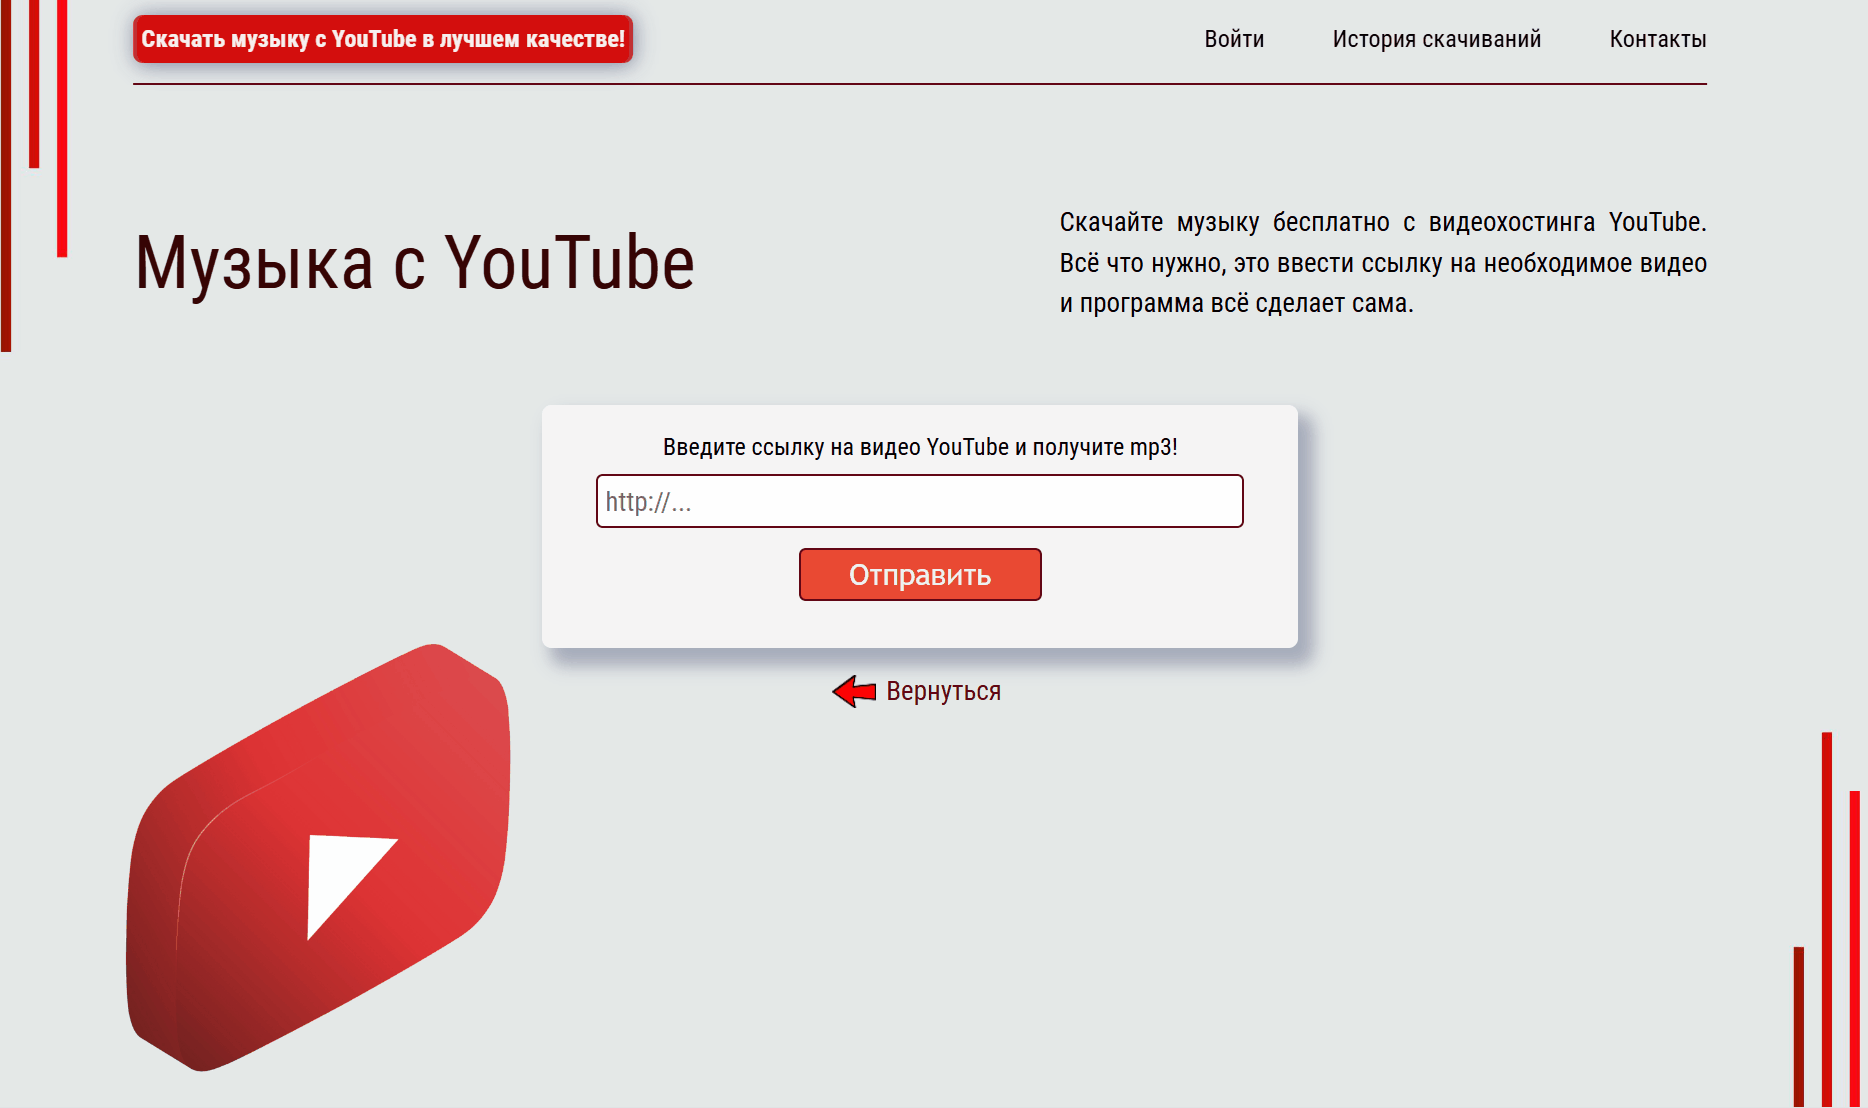 Скачать музыку с YouTube в лучшем качестве!
Войти
История скачиваний
Контакты
Музыка с YouTube
Скачайте музыку бесплатно с видеохостинга YouTube.
Всё что нужно, это ввести ссылку на необходимое видео
и программа всё сделает сама.
Введите ссылку на видео YouTube и получите mp3!
http://...
Отправить
Вернуться